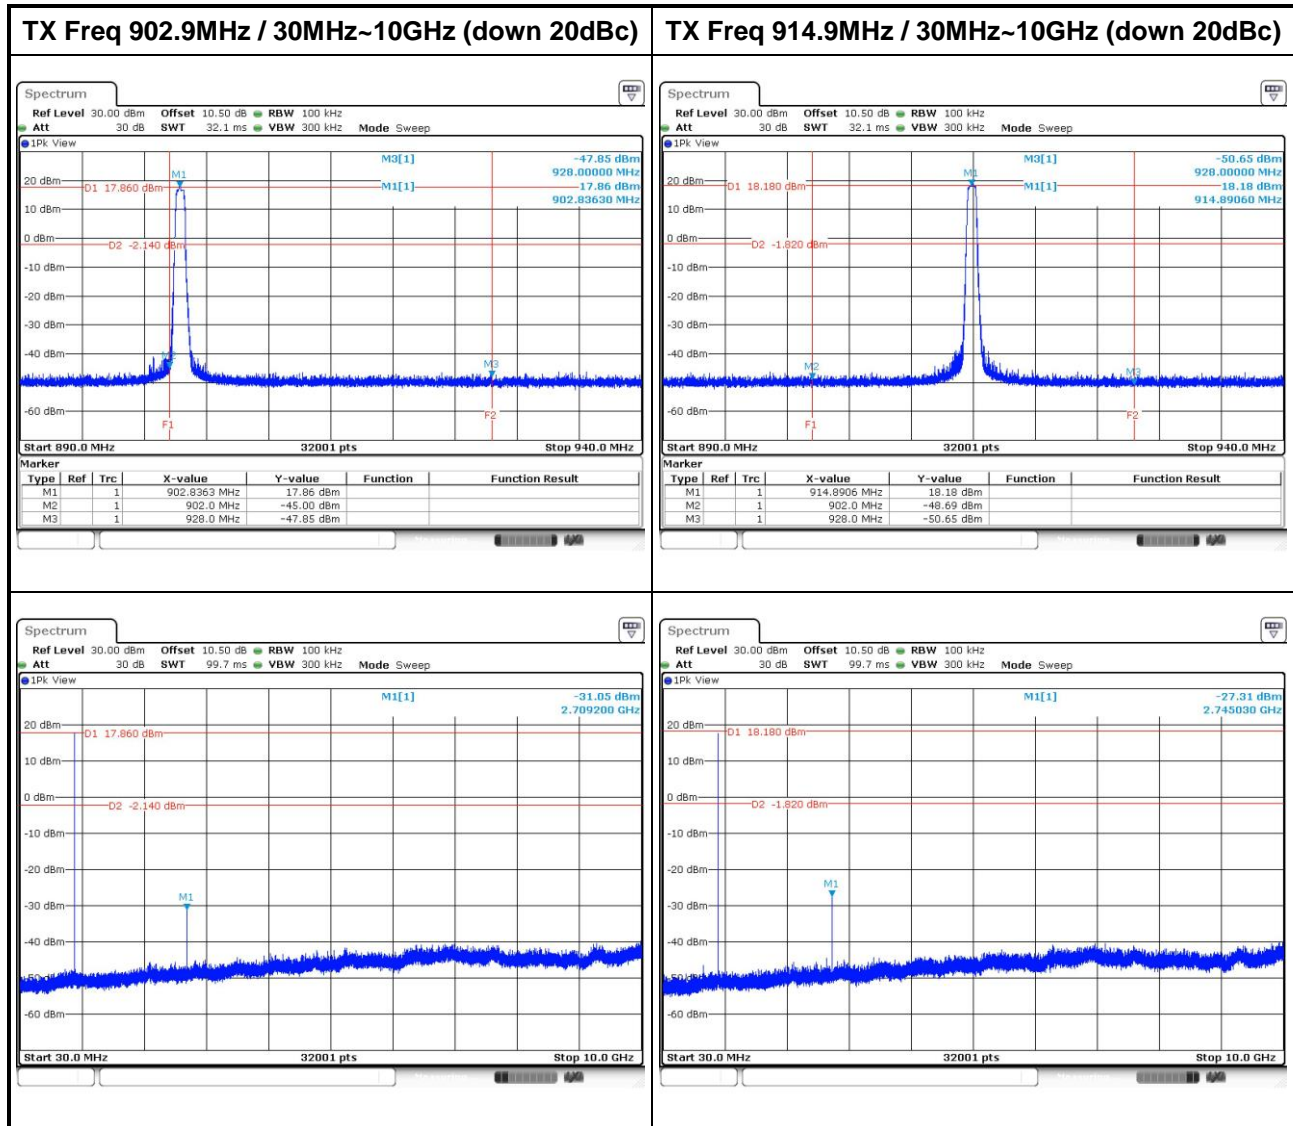 TX Freq 902.9MHz / 30MHz~10GHz (down 20dBc)
TX Freq 914.9MHz / 30MHz~10GHz (down 20dBc)
Spectrum
Ref Level 30.00 dBm Offset 10.50 dB RBW 100 kHz
Att 30 dB SWT 32.1 ms VBW 300 kHz Mode Sweep
1Pk View
M3[1] -47.85 dBm
928.00000 MHz
M1[1] 17.86 dBm
902.83630 MHz
M1
20 dBm
D1 17.860 dBm
10 dBm
0 dBm
D2 -2.140 dBm
-10 dBm
-20 dBm
-30 dBm
-40 dBm
M2
M3
-60 dBm
F1
F2
Start 890.0 MHz 32001 pts Stop 940.0 MHz
Marker
Type Ref Trc X-value Y-value Function Function Result
M1 1 902.8363 MHz 17.86 dBm
M2 1 902.0 MHz -45.00 dBm
M3 1 928.0 MHz -47.85 dBm
Spectrum
Ref Level 30.00 dBm Offset 10.50 dB RBW 100 kHz
Att 30 dB SWT 32.1 ms VBW 300 kHz Mode Sweep
1Pk View
M3[1] -50.65 dBm
928.00000 MHz
M1[1] 18.18 dBm
914.89060 MHz
M1
20 dBm
D1 18.180 dBm
10 dBm
0 dBm
D2 -1.820 dBm
-10 dBm
-20 dBm
-30 dBm
-40 dBm
M2
M3
-60 dBm
F1
F2
Start 890.0 MHz 32001 pts Stop 940.0 MHz
Marker
Type Ref Trc X-value Y-value Function Function Result
M1 1 914.8906 MHz 18.18 dBm
M2 1 902.0 MHz -48.69 dBm
M3 1 928.0 MHz -50.65 dBm
Spectrum
Ref Level 30.00 dBm Offset 10.50 dB RBW 100 kHz
Att 30 dB SWT 99.7 ms VBW 300 kHz Mode Sweep
1Pk View
M1[1] -31.05 dBm
2.709200 GHz
20 dBm
D1 17.860 dBm
10 dBm
0 dBm
D2 -2.140 dBm
-10 dBm
-20 dBm
M1
-30 dBm
-40 dBm
-60 dBm
Start 30.0 MHz 32001 pts Stop 10.0 GHz
Spectrum
Ref Level 30.00 dBm Offset 10.50 dB RBW 100 kHz
Att 30 dB SWT 99.7 ms VBW 300 kHz Mode Sweep
1Pk View
M1[1] -27.31 dBm
2.745030 GHz
20 dBm
D1 18.180 dBm
10 dBm
0 dBm
D2 -1.820 dBm
-10 dBm
-20 dBm
M1
-30 dBm
-40 dBm
-60 dBm
Start 30.0 MHz 32001 pts Stop 10.0 GHz